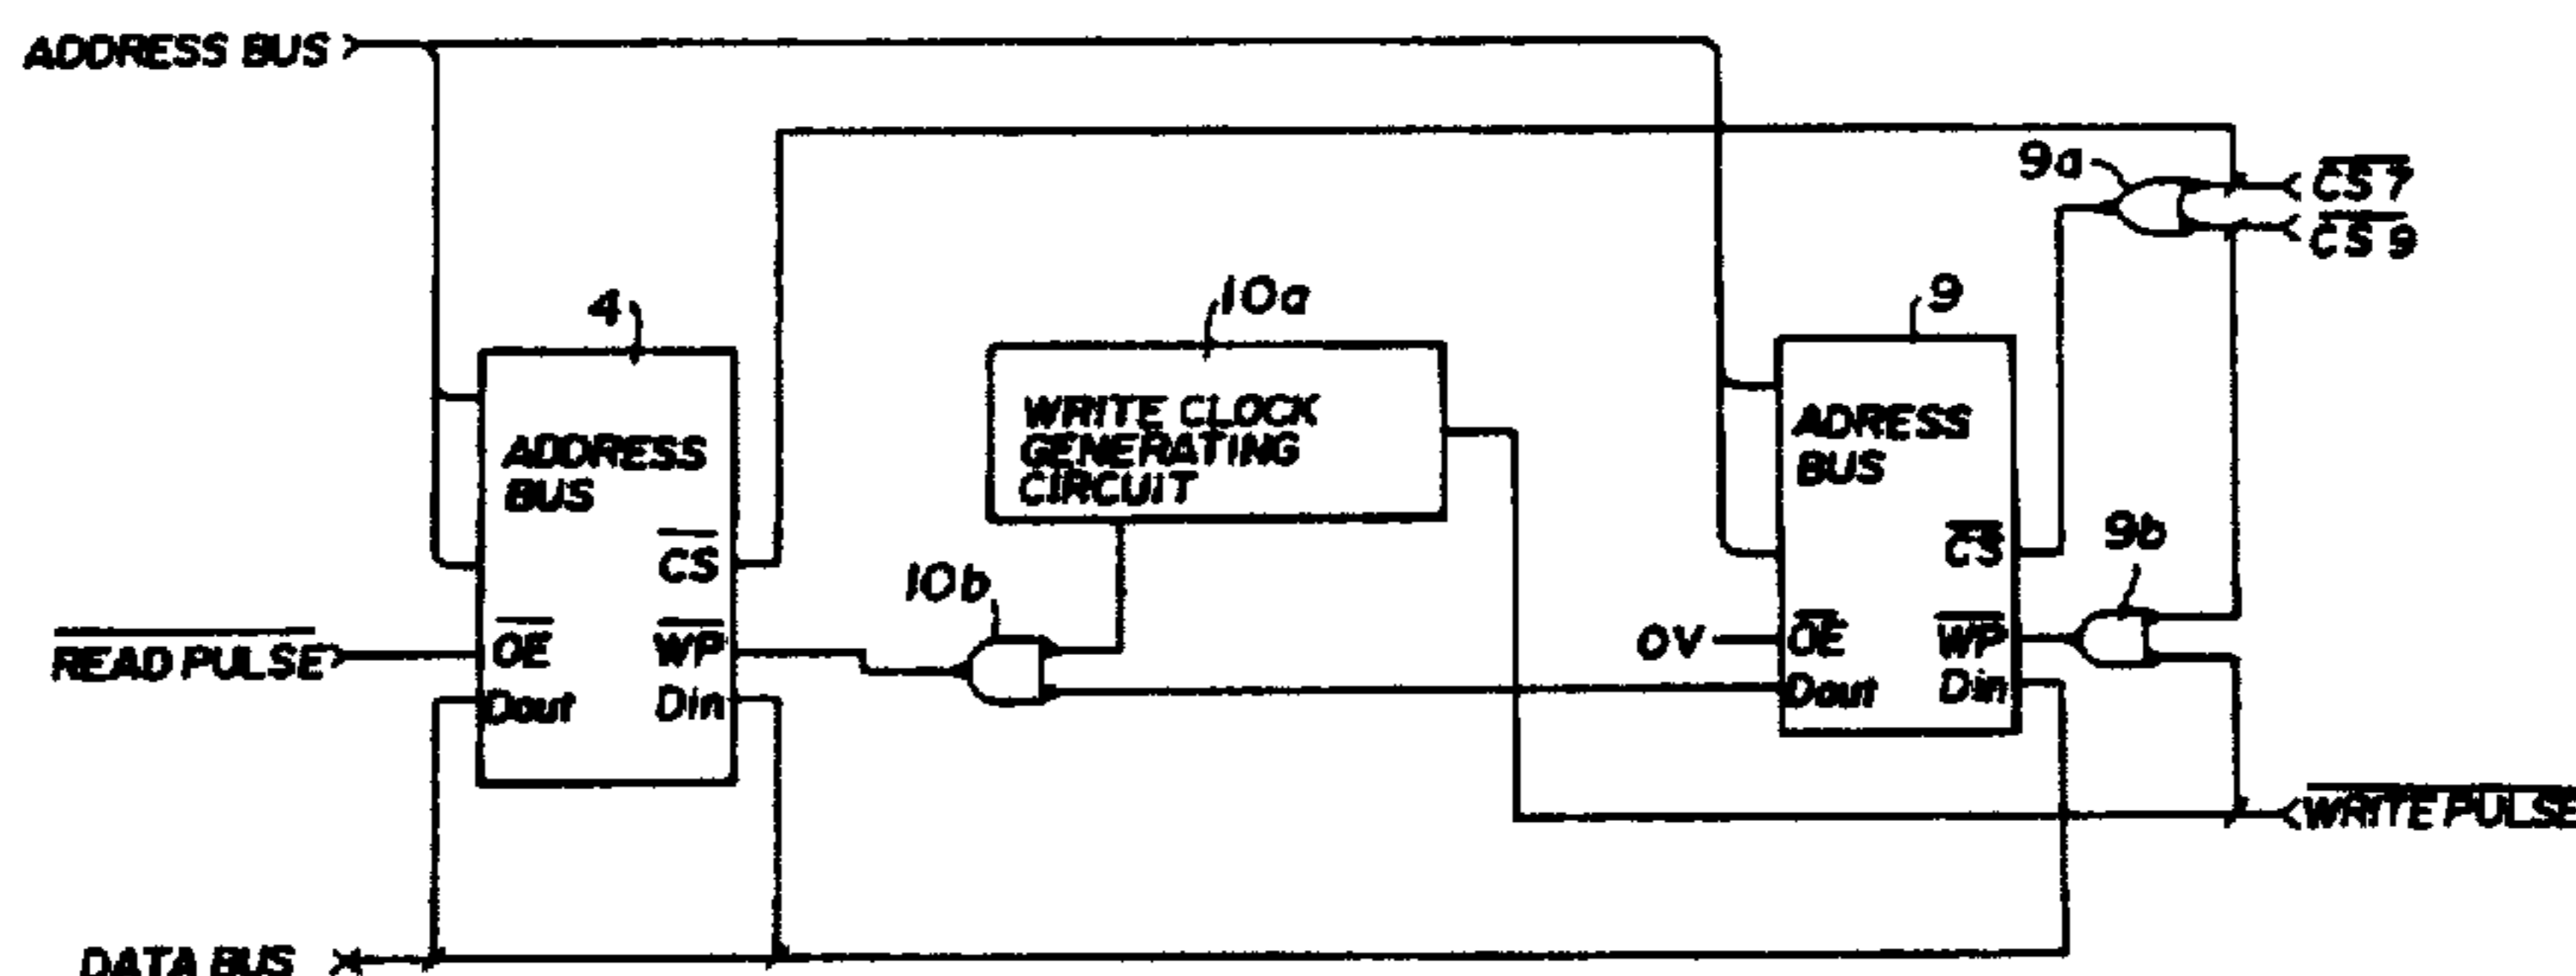 ADDRESS BUS
9a
CS 7
CS 9
4
10a
9
WRITE CLOCK
GENERATING
CIRCUIT
ADDRESS
BUS
ADRESS
BUS
CS
10b
CS
9b
READ PULSE
OE
WP
0V
OE
WP
Dout
Din
Dout
Din
WRITE PULSE
DATA BUS